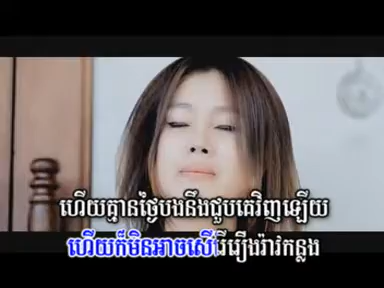 ហើយគ្មានថ្ងៃបងនឹងជួបគេវិញឡើយ
ហើយក៏មិនអាចសើរើរឿងរ៉ាវកន្លង